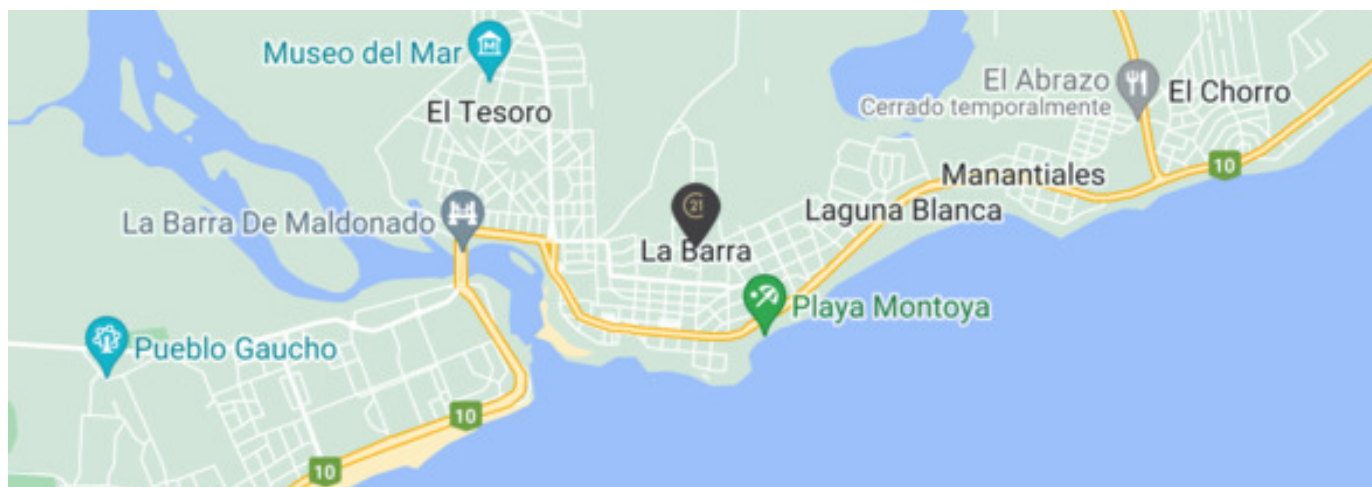 Museo del Mar
El Tesoro
El Abrazo
Cerrado temporalmente
El Chorro
10
Manantiales
21
Laguna Blanca
La Barra De Maldonado
La Barra
Playa Montoya
Pueblo Gaucho
10
10